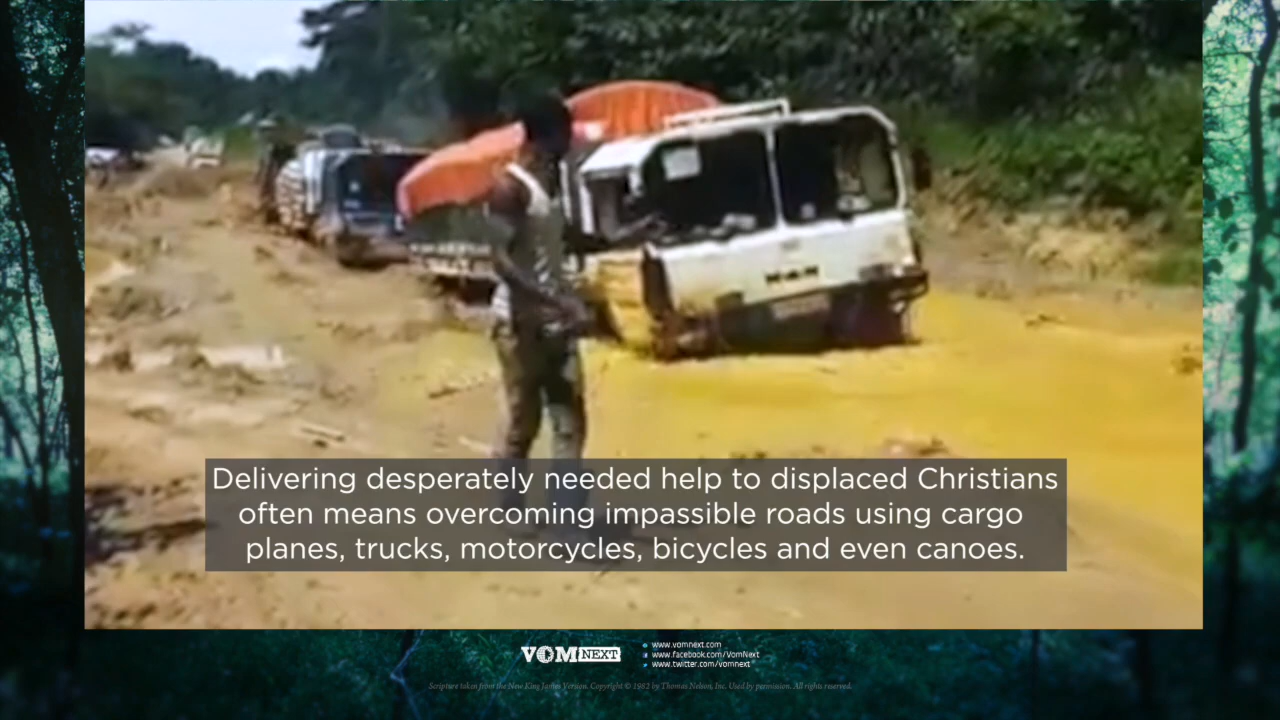 MAN
Delivering desperately needed help to displaced Christians
often means overcoming impassible roads using cargo
planes, trucks, motorcycles, bicycles and even canoes.
VOM NEXT
www.vomnext.com
www.facebook.com/VomNext
www.twitter.com/vomnext
Scripture taken from the New King James Version. Copyright © 1982 by Thomas Nelson, Inc. Used by permission. All rights reserved.